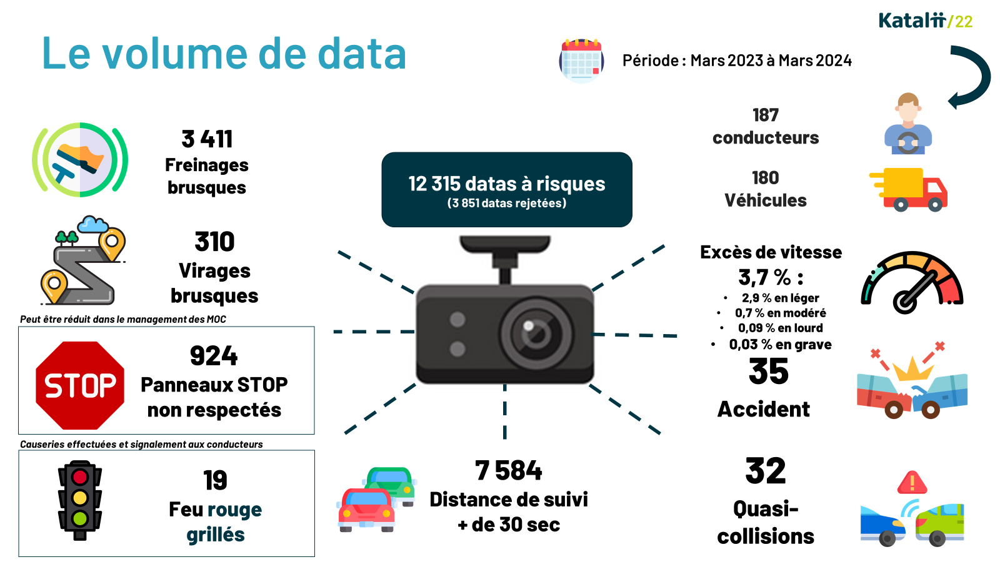 Katalii/22
Le volume de data
Période : Mars 2023 à Mars 2024
3 411
Freinages
brusques
310
Virages
brusques
Peut être réduit dans le management des MOC
STOP
924
Panneaux STOP
non respectés
Causeries effectuées et signalement aux conducteurs
19
Feu rouge
grillés
12 315 datas à risques
(3 851 datas rejetées)
7 584
Distance de suivi
+ de 30 sec
187
conducteurs
180
Véhicules
Excès de vitesse
3,7 % :
• 2,9 % en léger
• 0,7 % en modéré
• 0,09 % en lourd
• 0,03 % en grave
35
Accident
32
Quasi-
collisions